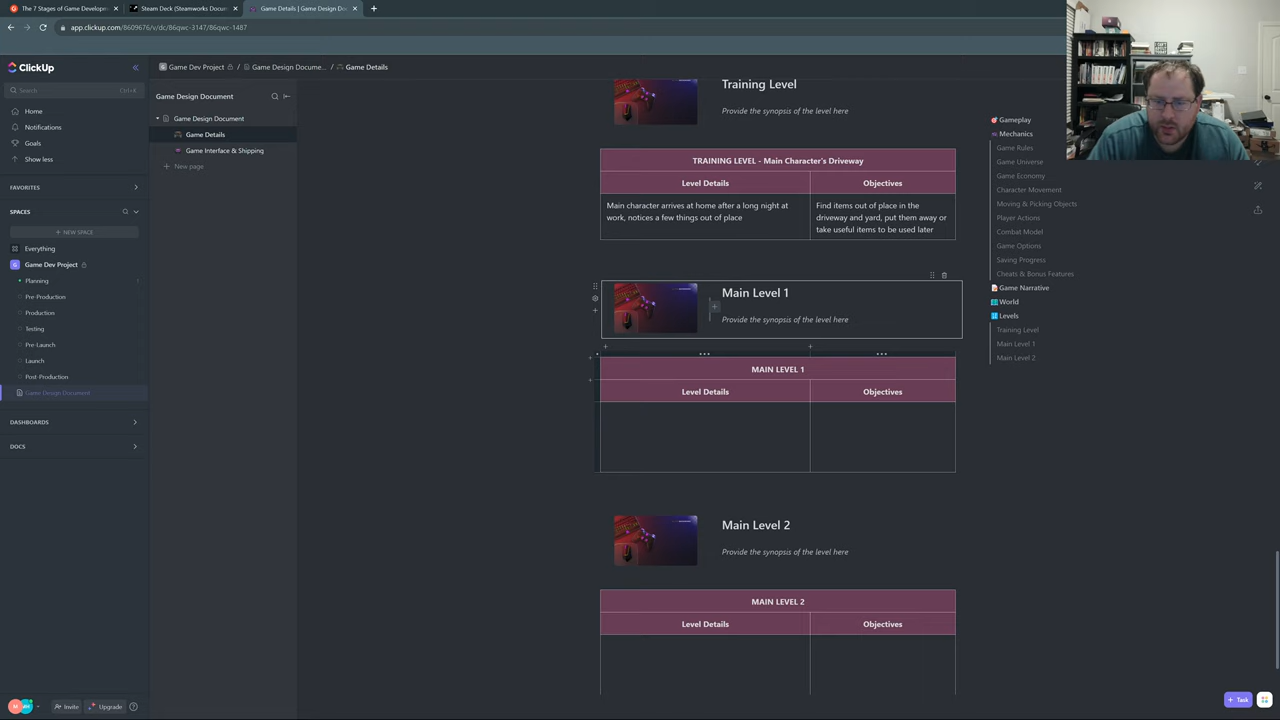 The 7 Stages of Game Developm
Steam Deck (Steamworks Docum
Game Details | Game Design Doc
app.clickup.com/8609676/v/dc/86qwc-3147/86qwc-1487
ClickUp
Game Dev Project / Game Design Docume... / Game Details
Search
Ctrl+K
Home
Notifications
Goals
Show less
FAVORITES
SPACES
+ NEW SPACE
Everything
Game Dev Project
Planning
Pre-Production
Production
Testing
Pre-Launch
Launch
Post-Production
Game Design Document
DASHBOARDS
DOCS
Invite
Upgrade
Game Design Document
Game Design Document
Game Details
Game Interface & Shipping
New page
Training Level
Provide the synopsis of the level here
TRAINING LEVEL - Main Character's Driveway
Level Details
Objectives
Main character arrives at home after a long night at
work, notices a few things out of place
Find items out of place in the
driveway and yard, put them away or
take useful items to be used later
Main Level 1
Provide the synopsis of the level here
MAIN LEVEL 1
Level Details
Objectives
Main Level 2
Provide the synopsis of the level here
MAIN LEVEL 2
Level Details
Objectives
Gameplay
Mechanics
Game Rules
Game Universe
Game Economy
Character Movement
Moving & Picking Objects
Player Actions
Combat Model
Game Options
Saving Progress
Cheats & Bonus Features
Game Narrative
World
Levels
Training Level
Main Level 1
Main Level 2
+ Task